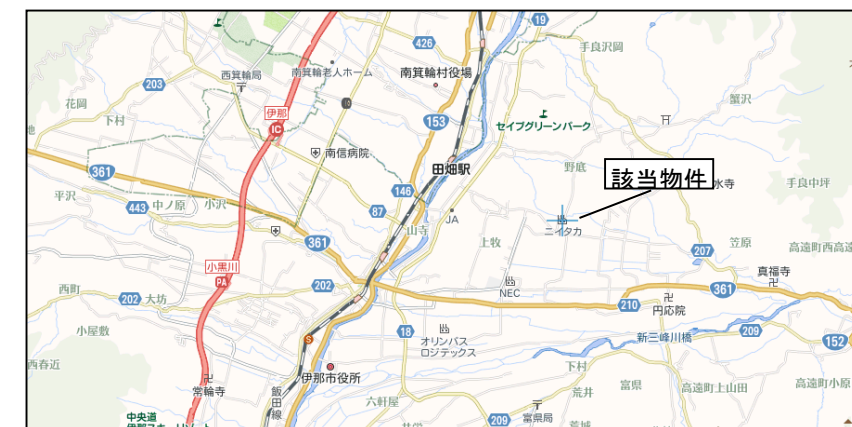 19
426
手良沢岡
西箕輪局
南箕輪老人ホーム
南箕輪村役場
203
蟹沢
花岡
下村
伊那
IC
153
セイブグリーンパーク
南信病院
田畑駅
野底
361
該当物件
水寺
手良中坪
平沢
443
中ノ原
小沢
146
87
JA
山寺
上牧
ニイタカ
361
笠原
207
高遠町西高遠
小黒川
PA
真福寺
西町
202
大坊
202
NEC
361
210
円応院
小屋敷
18
オリンパス
ロジテックス
新三峰川橋
209
152
S
西春近
伊那市役所
下村
常輪寺
飯田線
荒井
富県
高遠町上山田
高遠町小原
六軒屋
中央道
209
富県局